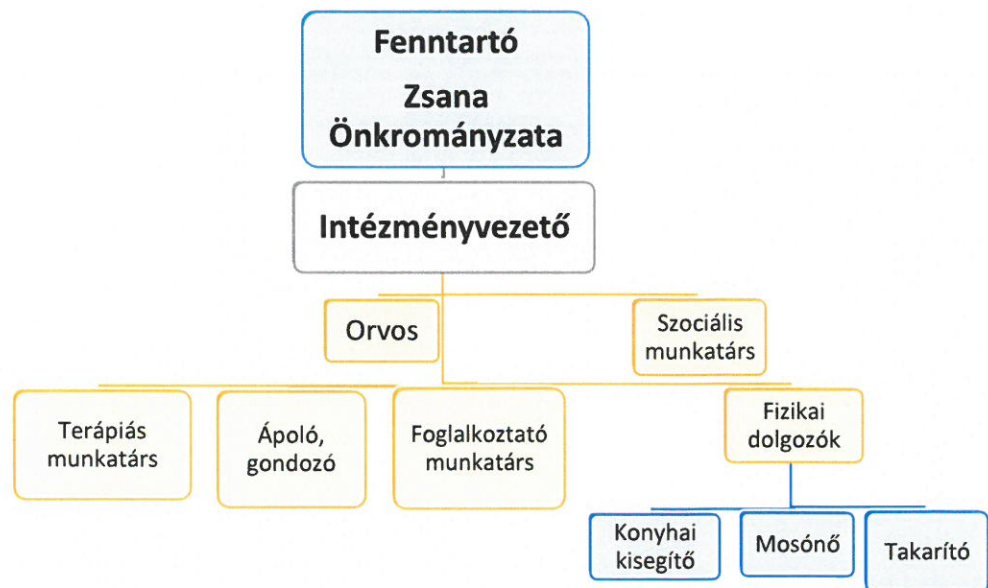 Fenntartó
Zsana
Önkrományzata
Intézményvezető
Orvos
Szociális
munkatárs
Terápiás
munkatárs
Ápoló,
gondozó
Foglalkoztató
munkatárs
Fizikai
dolgozók
Konyhai
kisegítő
Mosónő
Takarító